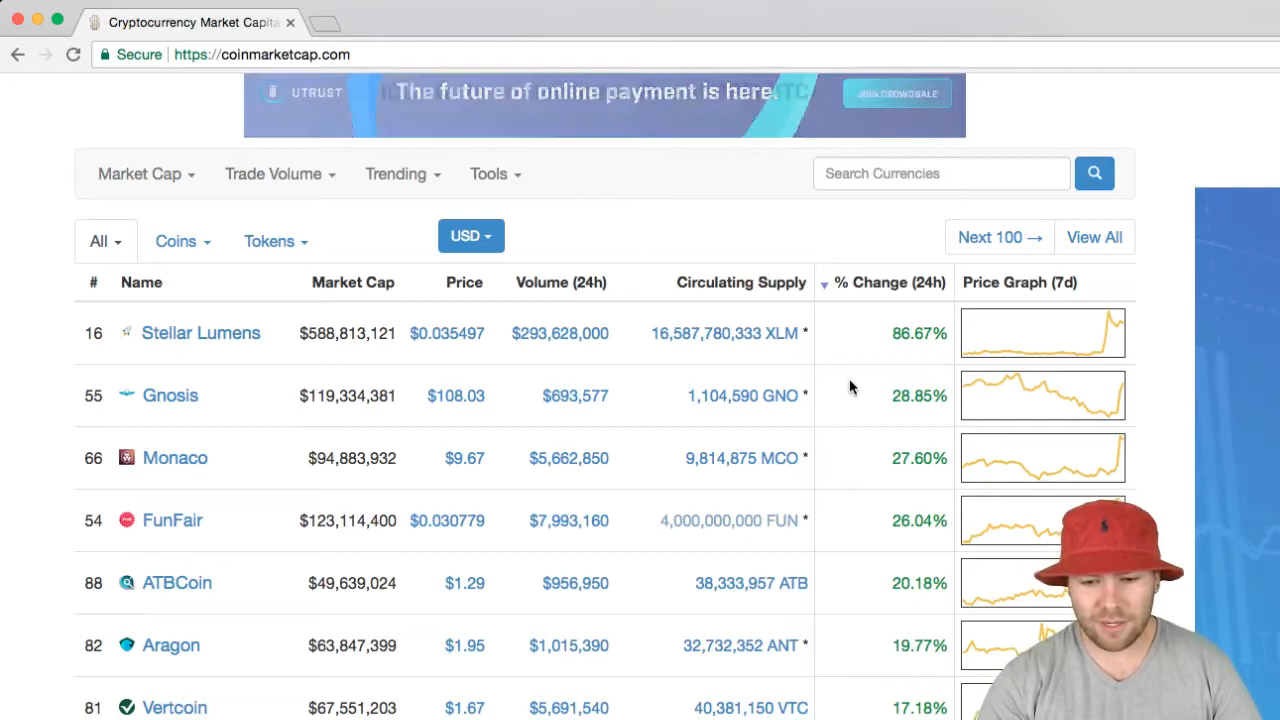 Cryptocurrency Market Capita
Secure https://coinmarketcap.com
UTRUST The future of online payment is here. JOIN CROWDSALE
Market Cap Trade Volume Trending Tools Search Currencies
All Coins Tokens USD Next 100 → View All
# Name Market Cap Price Volume (24h) Circulating Supply % Change (24h) Price Graph (7d)
16 Stellar Lumens $588,813,121 $0.035497 $293,628,000 16,587,780,333 XLM * 86.67%
55 Gnosis $119,334,381 $108.03 $693,577 1,104,590 GNO * 28.85%
66 Monaco $94,883,932 $9.67 $5,662,850 9,814,875 MCO * 27.60%
54 FunFair $123,114,400 $0.030779 $7,993,160 4,000,000,000 FUN * 26.04%
88 ATBCoin $49,639,024 $1.29 $956,950 38,333,957 ATB 20.18%
82 Aragon $63,847,399 $1.95 $1,015,390 32,732,352 ANT * 19.77%
81 Vertcoin $67,551,203 $1.67 $5,691,540 40,381,150 VTC 17.18%